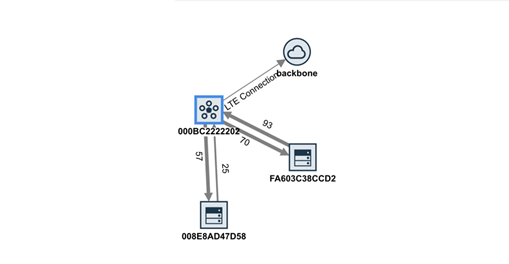 backbone
LTE Connection
000BC2222202
93
70
FA603C38CCD2
57
25
008E8AD47D58